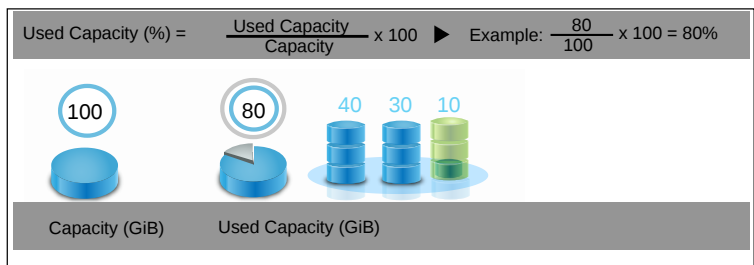 Used Capacity (%) = Used Capacity / Capacity x 100 ▶ Example: 80 / 100 x 100 = 80%
100 80 40 30 10
Capacity (GiB) Used Capacity (GiB)